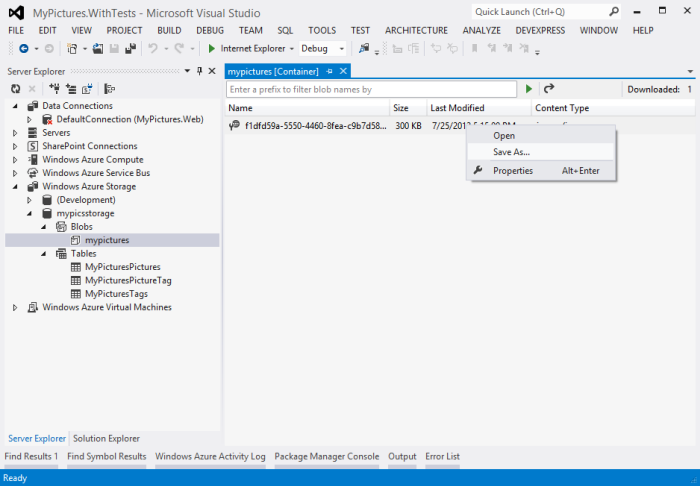 MyPictures.WithTests - Microsoft Visual Studio
Quick Launch (Ctrl+Q)
FILE EDIT VIEW PROJECT BUILD DEBUG TEAM SQL TOOLS TEST ARCHITECTURE ANALYZE DEVEXPRESS WINDOW HELP
Internet Explorer Debug
Server Explorer
mypictures [Container]
Enter a prefix to filter blob names by
Downloaded: 1
Name Size Last Modified Content Type
f1dfd59a-5550-4460-8fea-c9b7d58... 300 KB
Open
Save As...
Properties Alt+Enter
Data Connections
DefaultConnection (MyPictures.Web)
Servers
SharePoint Connections
Windows Azure Compute
Windows Azure Service Bus
Windows Azure Storage
(Development)
mypicsstorage
Blobs
mypictures
Tables
MyPicturesPictures
MyPicturesPictureTag
MyPicturesTags
Windows Azure Virtual Machines
Server Explorer Solution Explorer
Find Results 1 Find Symbol Results Windows Azure Activity Log Package Manager Console Output Error List
Ready